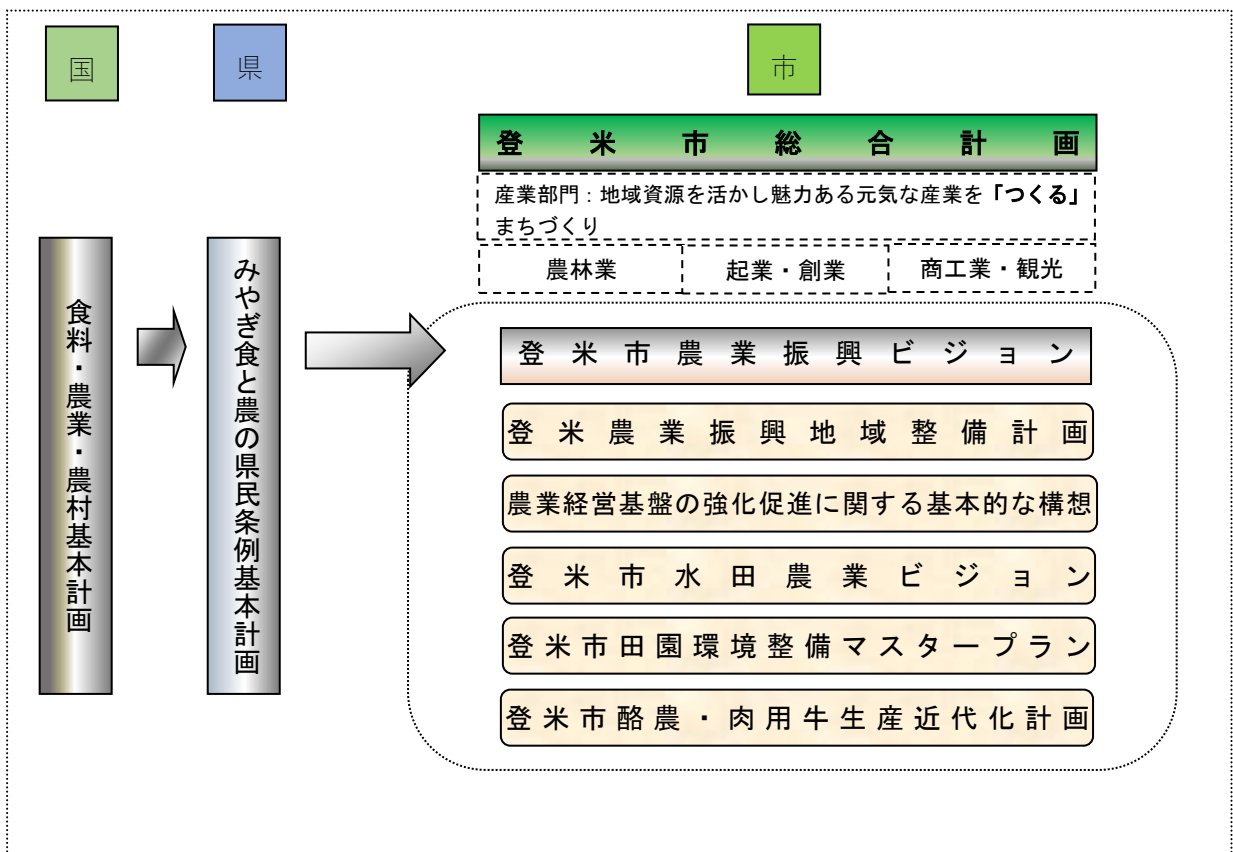 国
県
市
登米市総合計画
産業部門：地域資源を活かし魅力ある元気な産業を「つくる」
まちづくり
農林業
起業・創業
商工業・観光
食料・農業・農村基本計画
みやぎ食と農の県民条例基本計画
登米市農業振興ビジョン
登米農業振興地域整備計画
農業経営基盤の強化促進に関する基本的な構想
登米市水田農業ビジョン
登米市田園環境整備マスタープラン
登米市酪農・肉用牛生産近代化計画